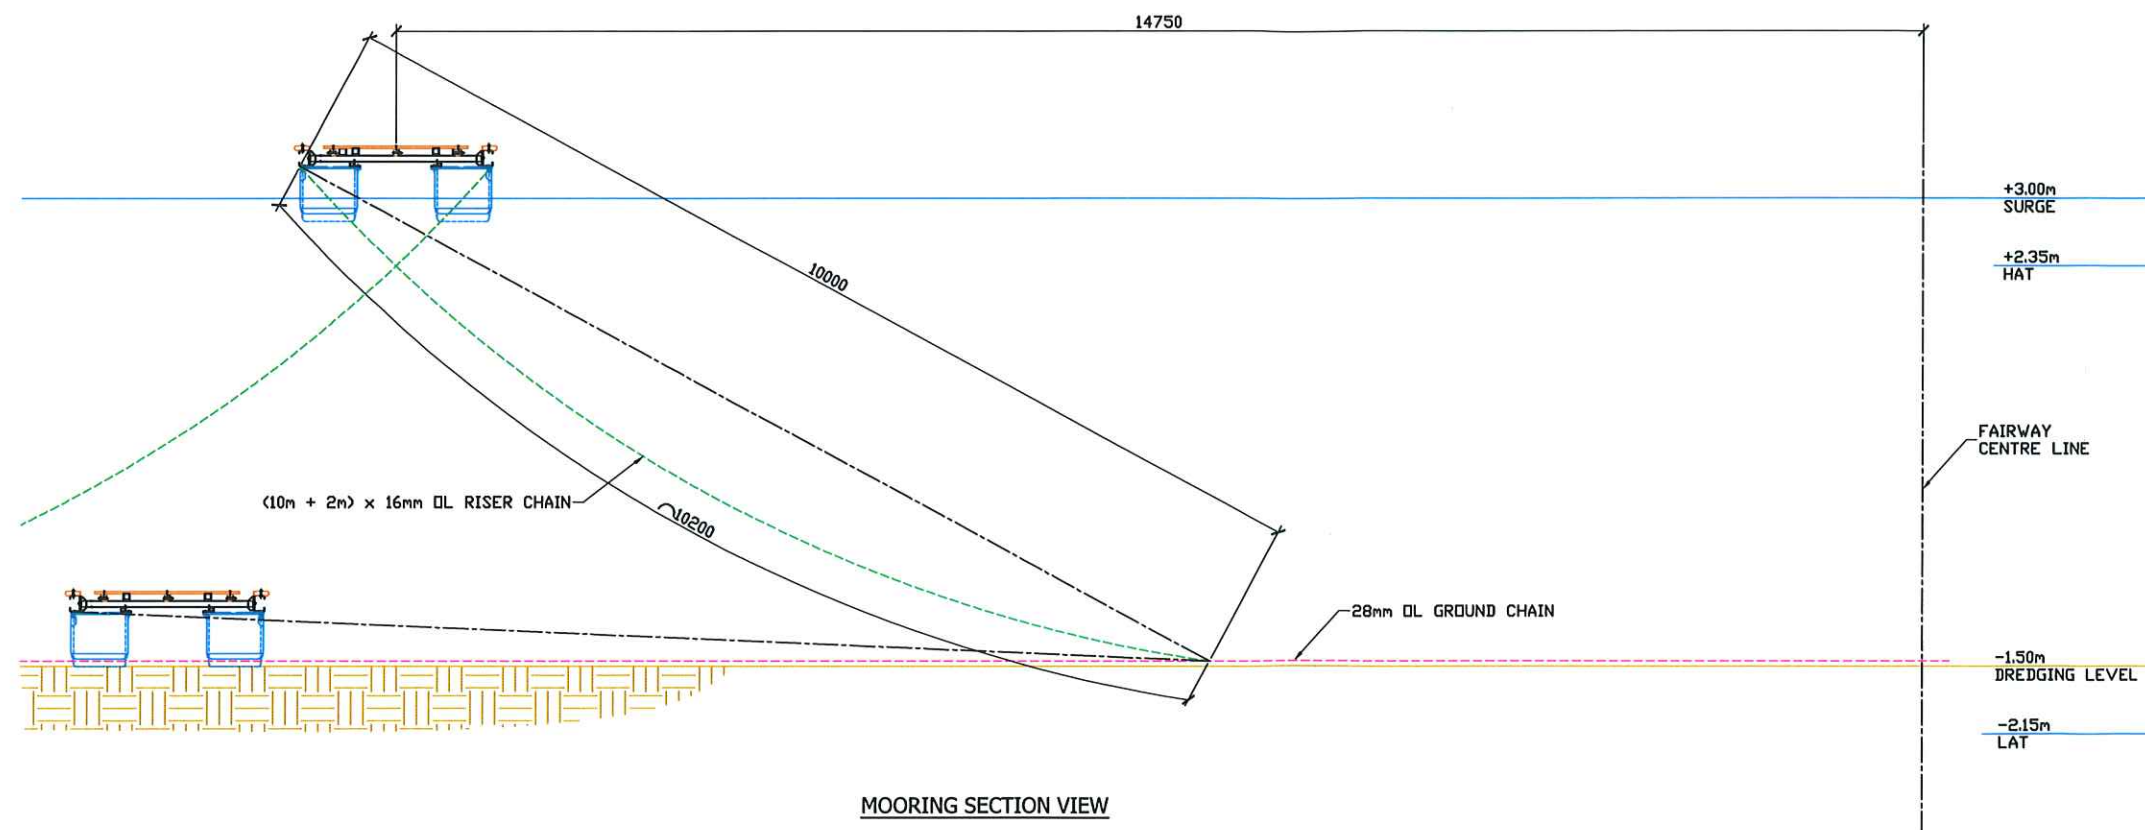 14750
+3.00m
SURGE
+2.35m
HAT
10000
FAIRWAY
CENTRE LINE
(10m + 2m) x 16mm OL RISER CHAIN
10200
28mm OL GROUND CHAIN
-1.50m
DREDGING LEVEL
-2.15m
LAT
MOORING SECTION VIEW